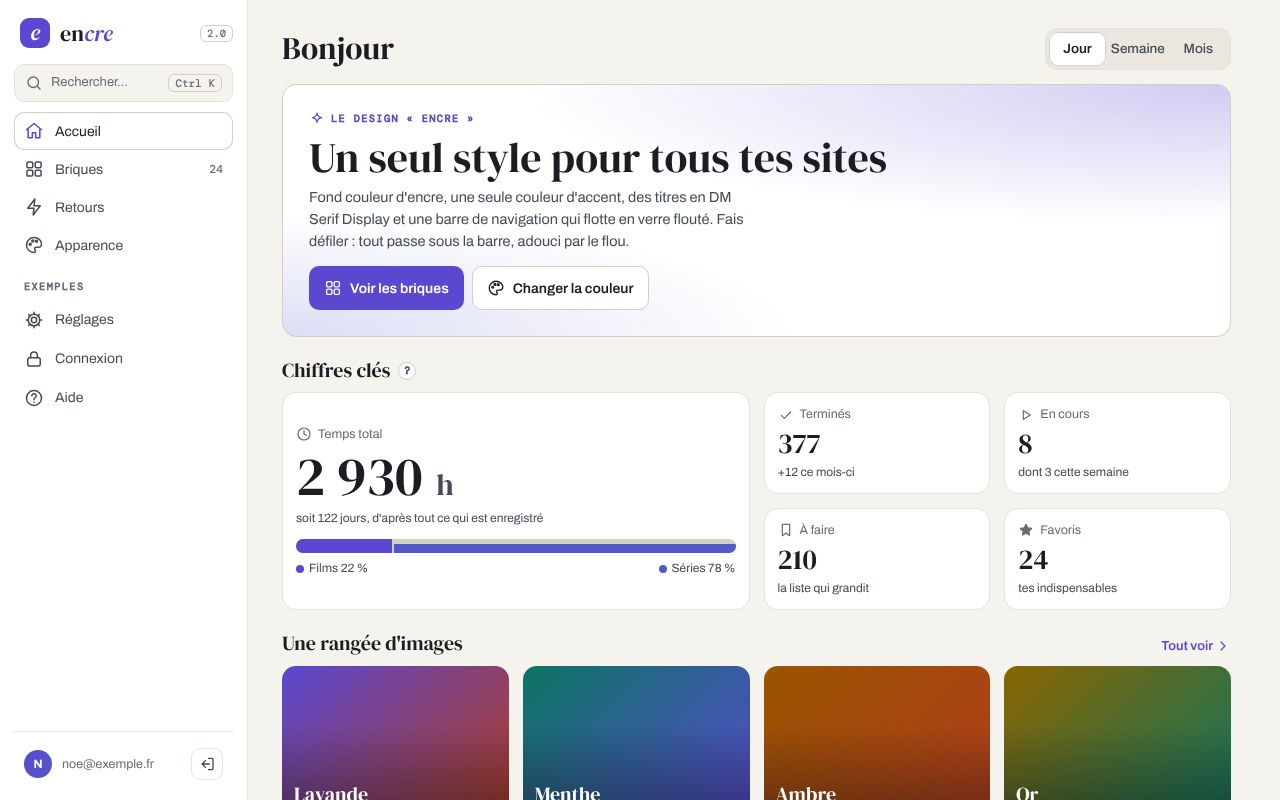 e encre 2.0
Rechercher... Ctrl K
Accueil
Briques 24
Retours
Apparence
EXEMPLES
Réglages
Connexion
Aide
N noe@exemple.fr
Bonjour
Jour Semaine Mois
LE DESIGN « ENCRE »
Un seul style pour tous tes sites
Fond couleur d'encre, une seule couleur d'accent, des titres en DM
Serif Display et une barre de navigation qui flotte en verre flouté. Fais
défiler : tout passe sous la barre, adouci par le flou.
Voir les briques Changer la couleur
Chiffres clés ?
Temps total
2 930 h
soit 122 jours, d'après tout ce qui est enregistré
Films 22 % Séries 78 %
Terminés
377
+12 ce mois-ci
En cours
8
dont 3 cette semaine
À faire
210
la liste qui grandit
Favoris
24
tes indispensables
Une rangée d'images Tout voir
Lavande Menthe Ambre Or